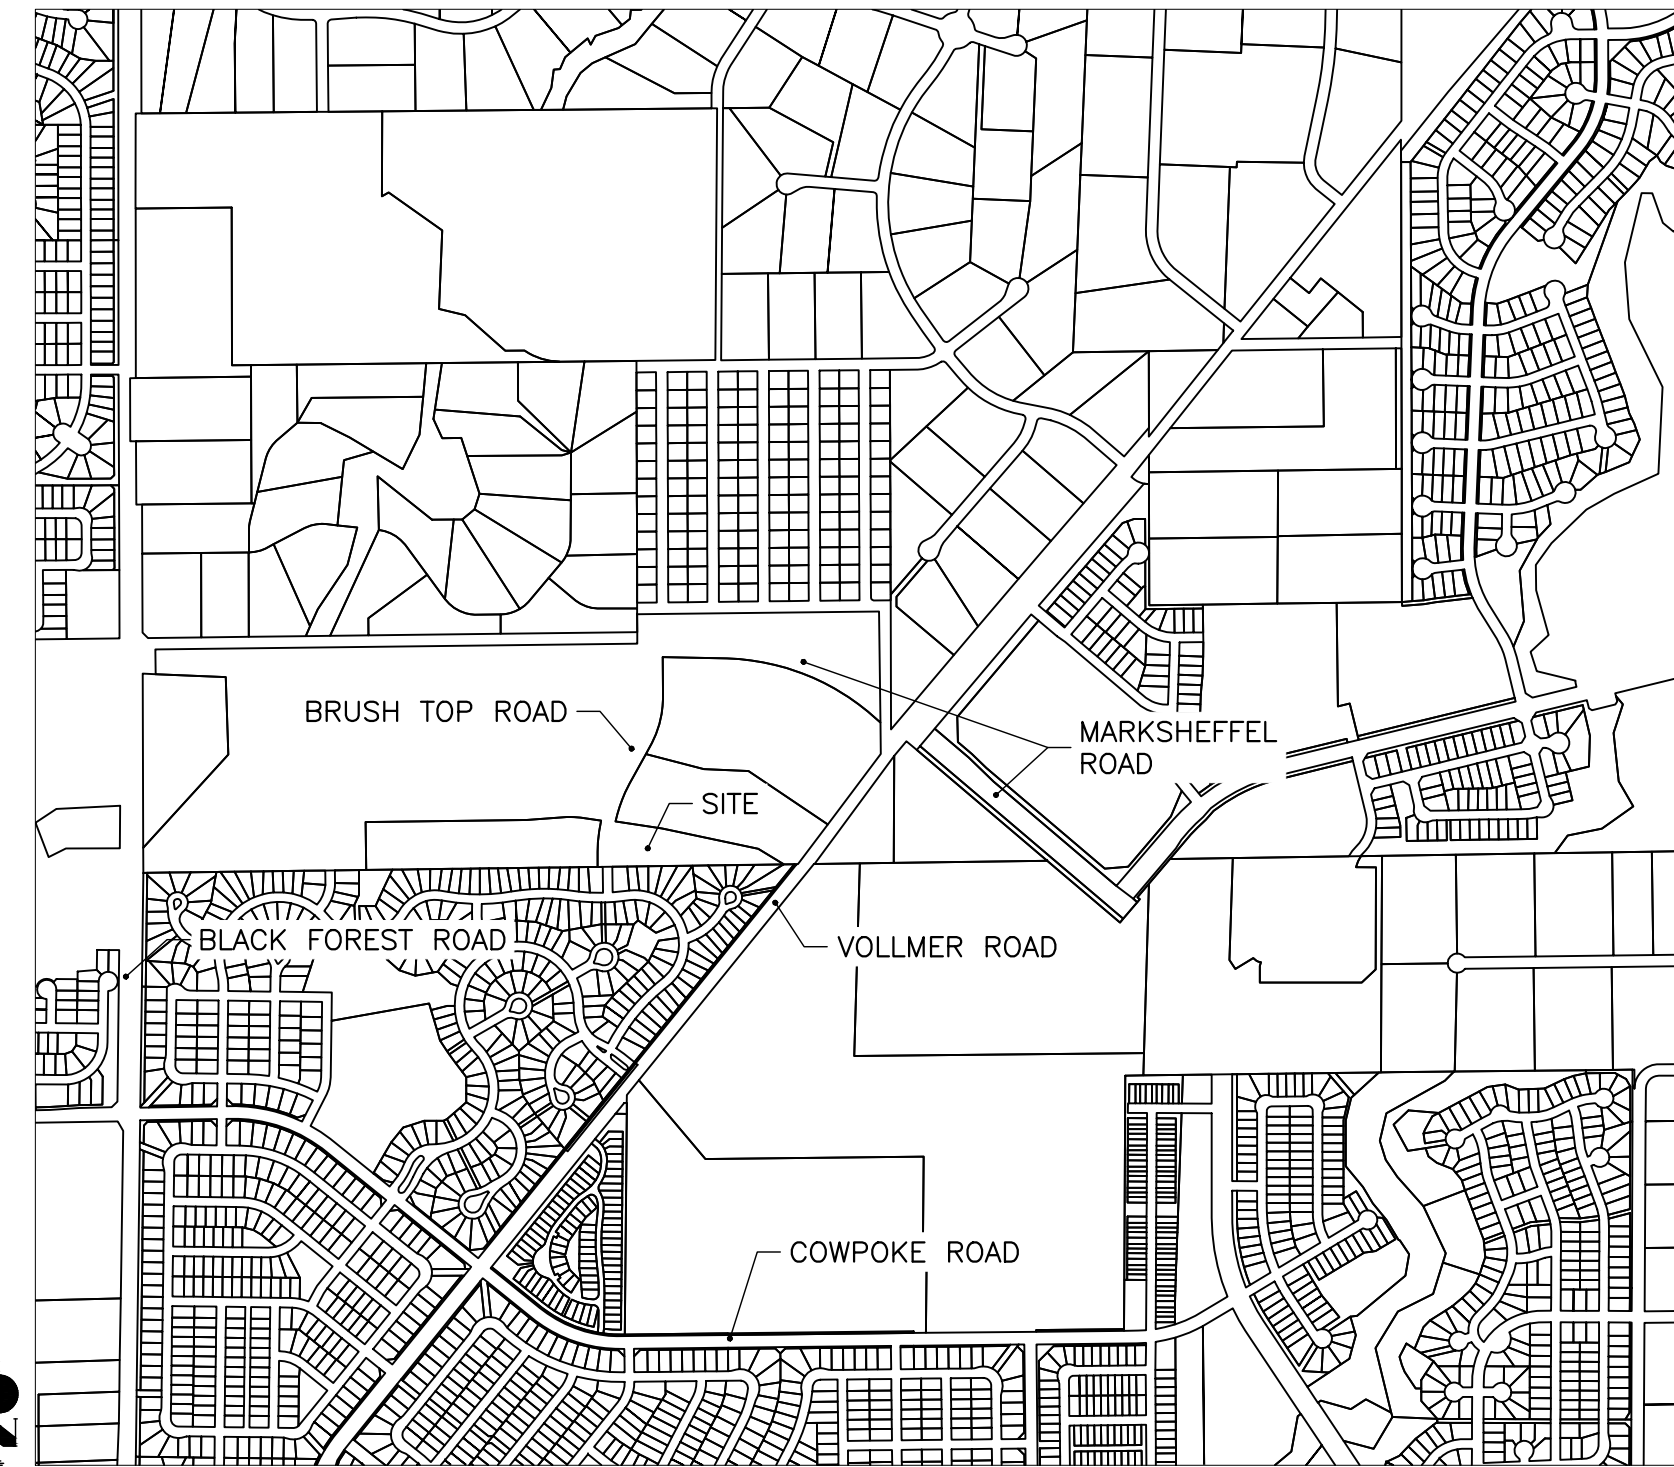 BRUSH TOP ROAD
MARKSHEFFEL
ROAD
SITE
BLACK FOREST ROAD
VOLLMER ROAD
COWPOKE ROAD